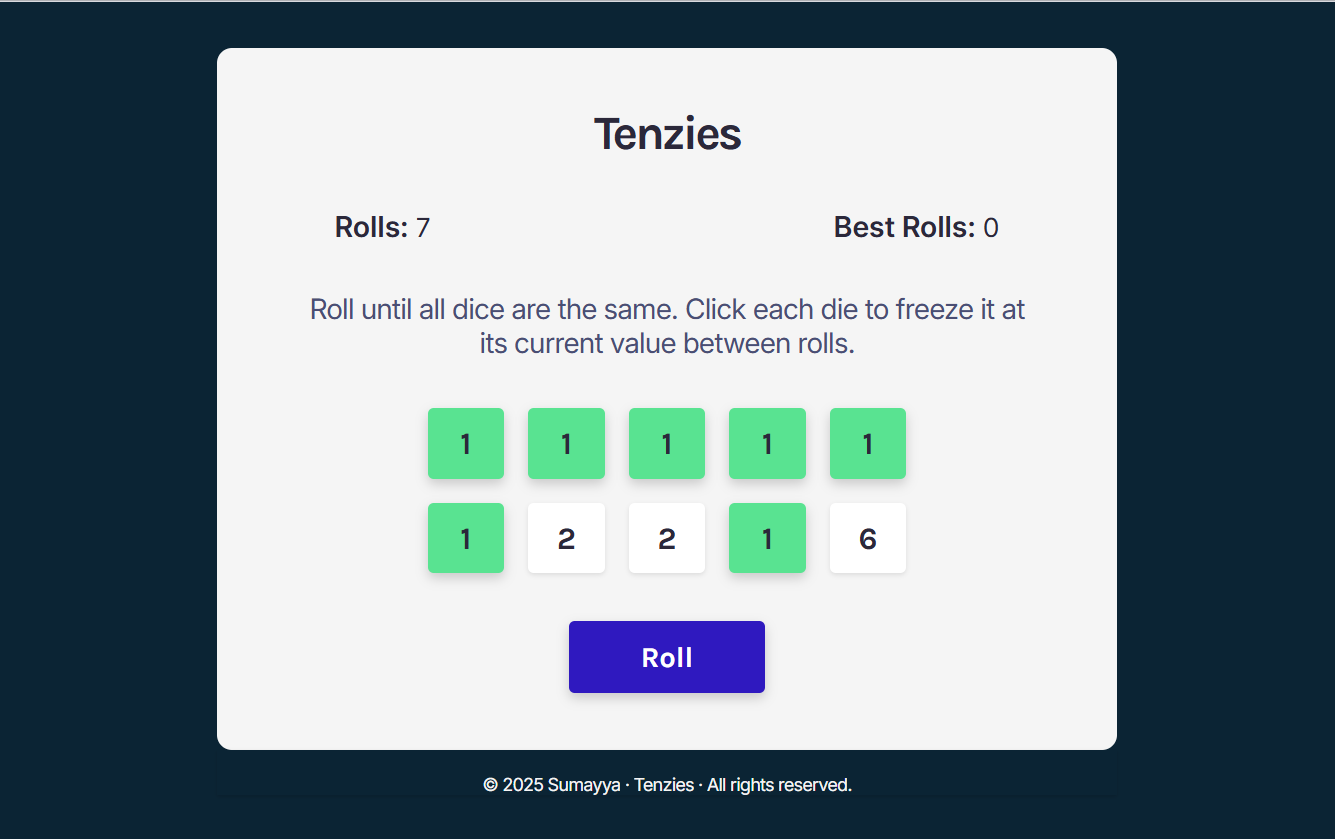 Tenzies
Rolls: 7
Best Rolls: 0
Roll until all dice are the same. Click each die to freeze it at
its current value between rolls.
1 1 1 1 1
1 2 2 1 6
Roll
© 2025 Sumayya · Tenzies · All rights reserved.